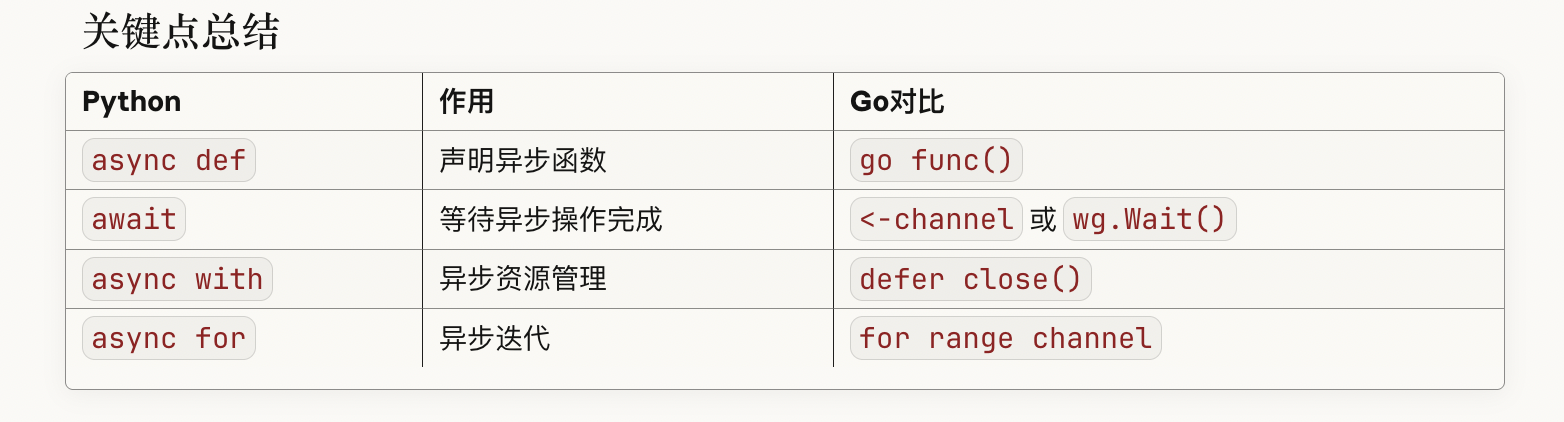 关键点总结
Python 作用 Go对比
async def 声明异步函数 go func()
await 等待异步操作完成 <-channel 或 wg.Wait()
async with 异步资源管理 defer close()
async for 异步迭代 for range channel